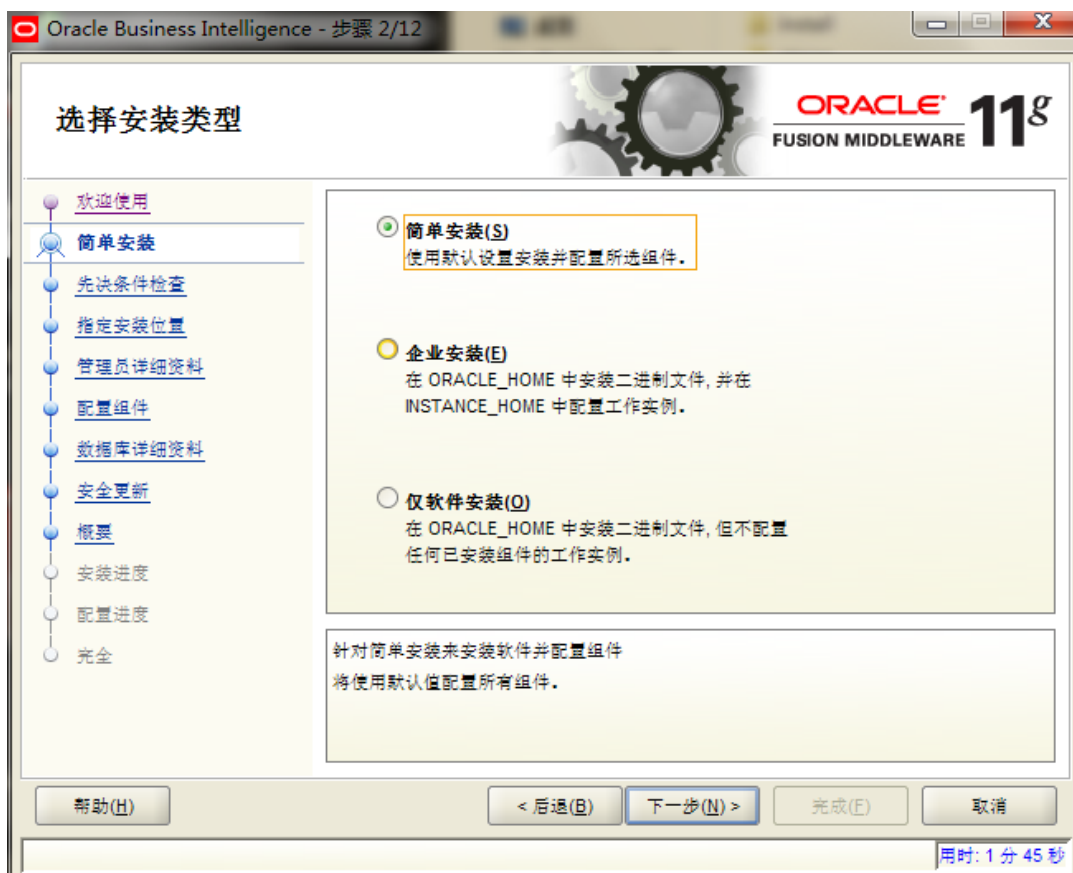 Oracle Business Intelligence - 步骤 2/12
Install
选择安装类型
ORACLE
FUSION MIDDLEWARE
11g
欢迎使用
简单安装
先决条件检查
指定安装位置
管理员详细资料
配置组件
数据库详细资料
安全更新
概要
安装进度
配置进度
完全
简单安装(S)
使用默认设置安装并配置所选组件.
企业安装(E)
在 ORACLE_HOME 中安装二进制文件, 并在
INSTANCE_HOME 中配置工作实例.
仅软件安装(O)
在 ORACLE_HOME 中安装二进制文件, 但不配置
任何已安装组件的工作实例.
针对简单安装来安装软件并配置组件
将使用默认值配置所有组件.
帮助(H)
< 后退(B)
下一步(N) >
完成(F)
取消
用时: 1 分 45 秒